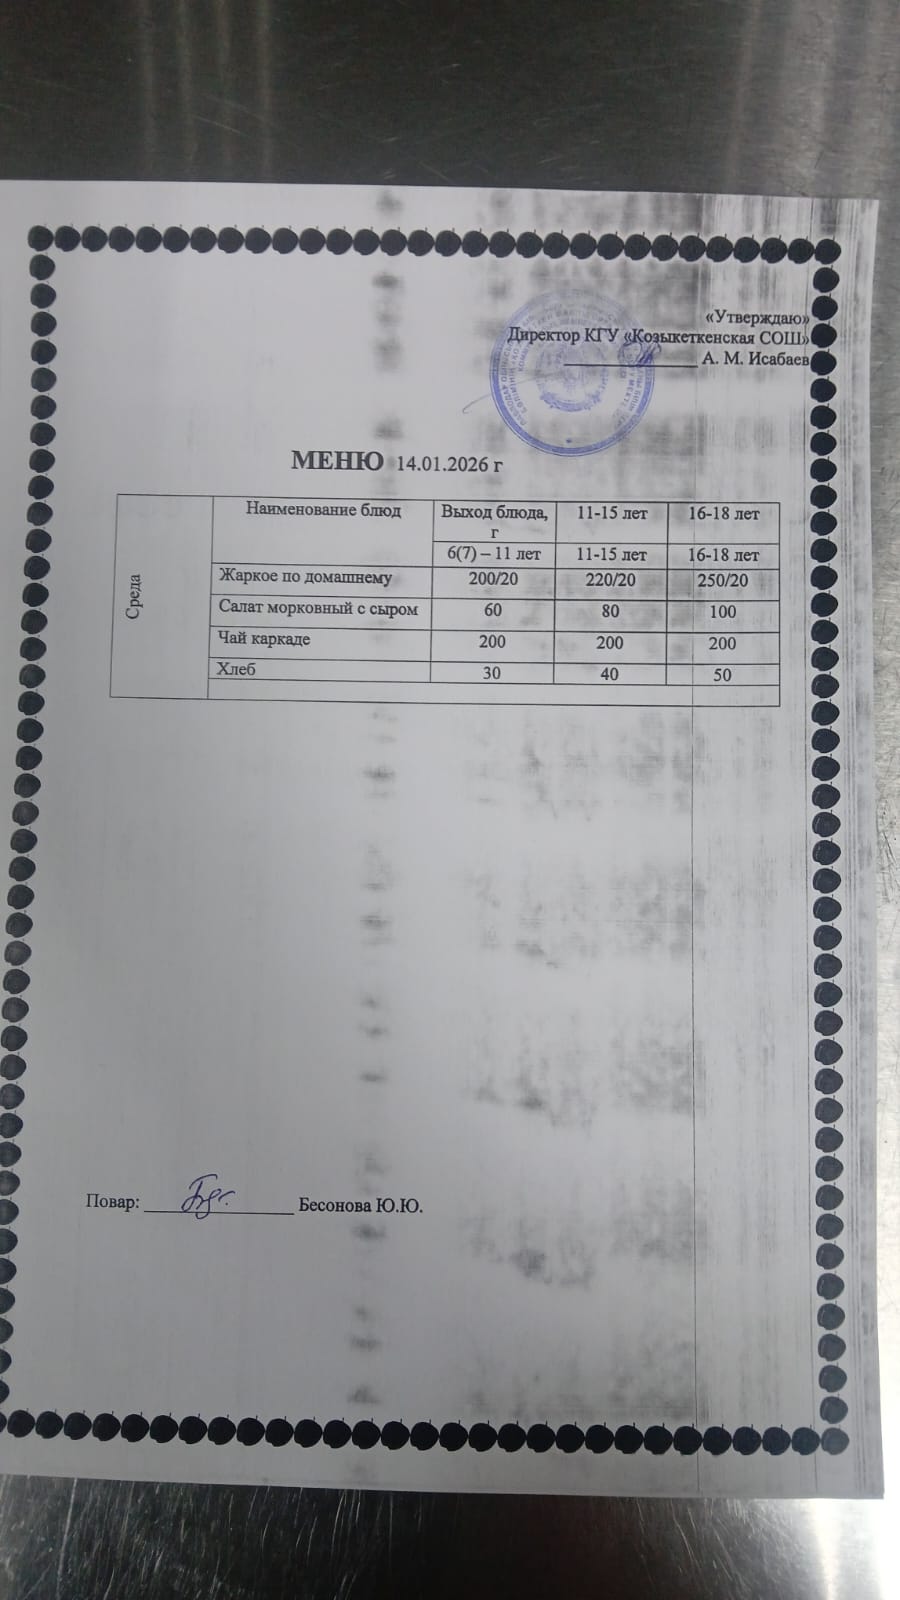 «Утверждаю»
Директор КГУ «Козыкеткенская СОШ»
А. М. Исабаев
МЕНЮ 14.01.2026 г
Среда
Наименование блюд Выход блюда, г 11-15 лет 16-18 лет
6(7) – 11 лет 11-15 лет 16-18 лет
Жаркое по домашнему 200/20 220/20 250/20
Салат морковный с сыром 60 80 100
Чай каркаде 200 200 200
Хлеб 30 40 50
Повар: Бесонова Ю.Ю.